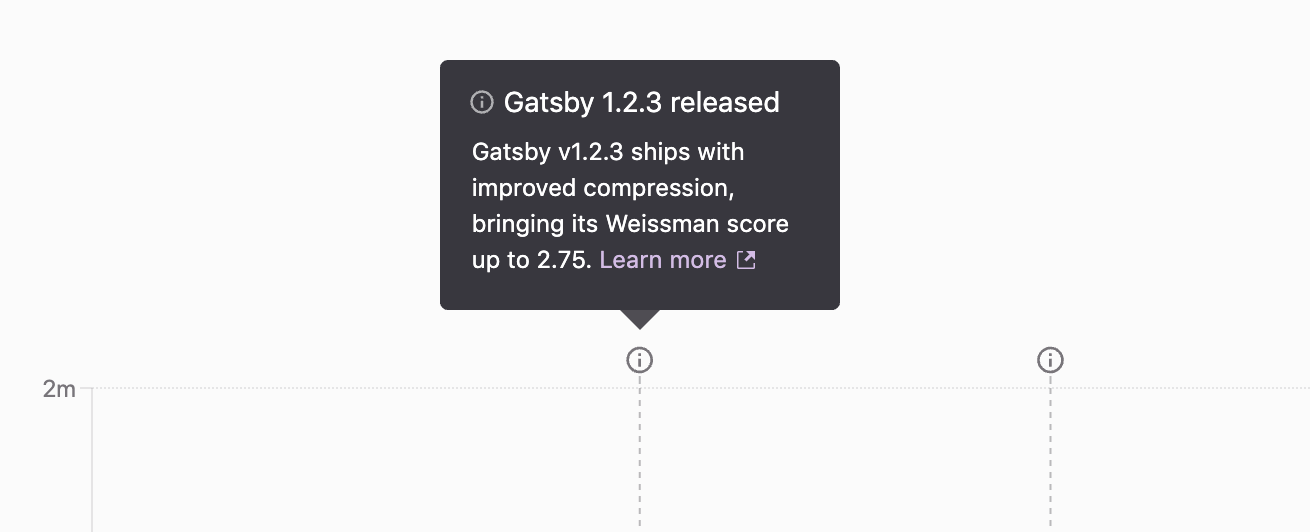 Gatsby 1.2.3 released
Gatsby v1.2.3 ships with
improved compression,
bringing its Weissman score
up to 2.75. Learn more
2m